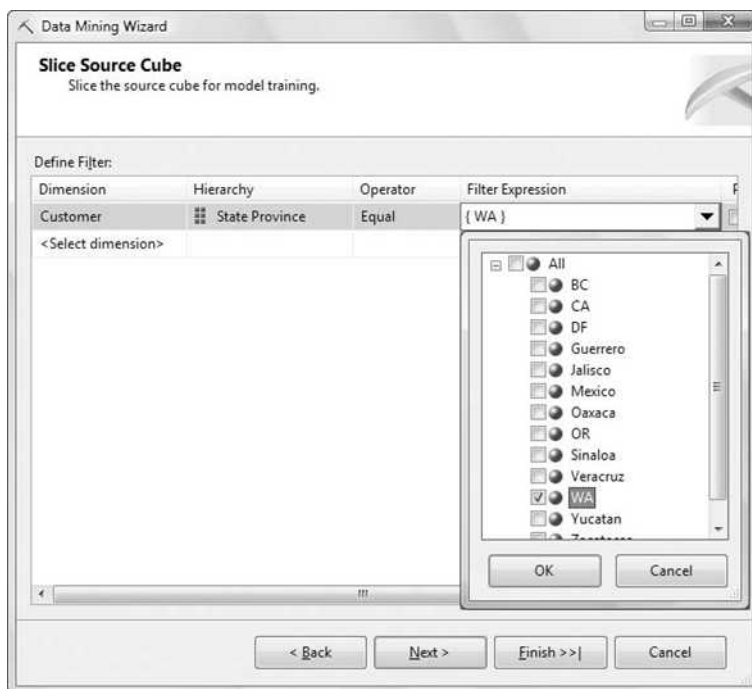 Data Mining Wizard
Slice Source Cube
Slice the source cube for model training.
Define Filter:
Dimension Hierarchy Operator Filter Expression
Customer State Province Equal { WA }
<Select dimension>
All
BC
CA
DF
Guerrero
Jalisco
Mexico
Oaxaca
OR
Sinaloa
Veracruz
WA
Yucatan
OK Cancel
< Back Next > Finish >>| Cancel